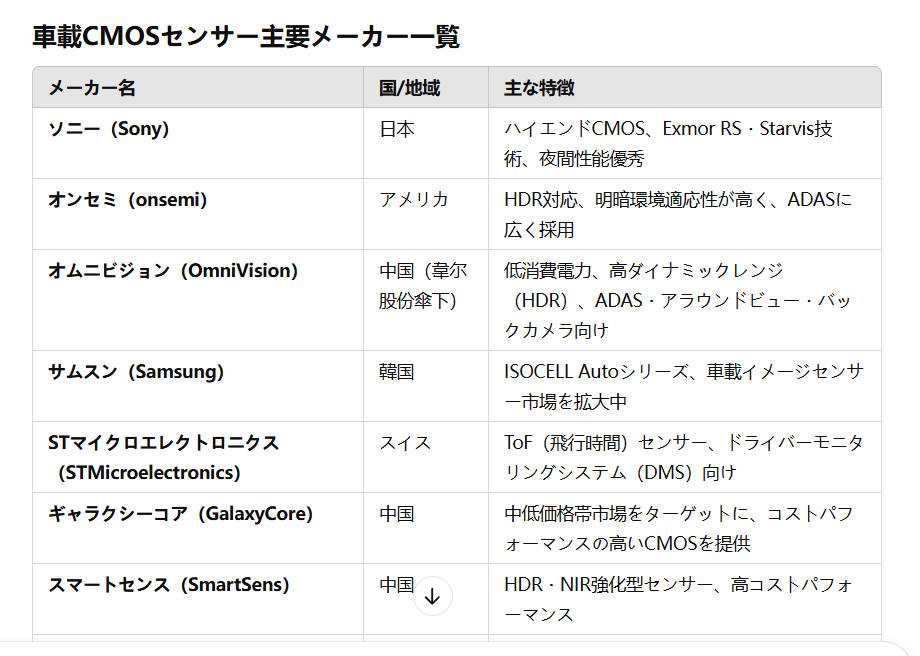 車載CMOSセンサー主要メーカー一覧
メーカー名 国/地域 主な特徴
ソニー（Sony） 日本 ハイエンドCMOS、Exmor RS・Starvis技
術、夜間性能優秀
オンセミ（onsemi） アメリカ HDR対応、明暗環境適応性が高く、ADASに
広く採用
オムニビジョン（OmniVision） 中国（韋尔 低消費電力、高ダイナミックレンジ
股份傘下） （HDR）、ADAS・アラウンドビュー・バッ
クカメラ向け
サムスン（Samsung） 韓国 ISOCELL Autoシリーズ、車載イメージセンサ
ー市場を拡大中
STマイクロエレクトロニクス スイス ToF（飛行時間）センサー、ドライバーモニタ
（STMicroelectronics） リングシステム（DMS）向け
ギャラクシーコア（GalaxyCore） 中国 中低価格帯市場をターゲットに、コストパフ
ォーマンスの高いCMOSを提供
スマートセンス（SmartSens） 中国 HDR・NIR強化型センサー、高コストパフォ
ーマンス